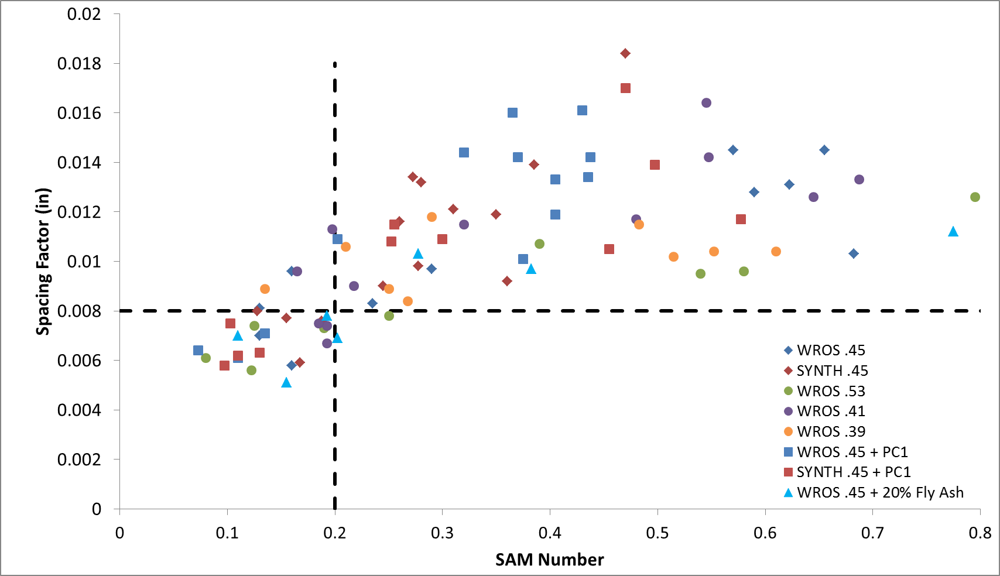 0.02
0.018
0.016
0.014
0.012
0.01
0.008
0.006
0.004
0.002
0
Spacing Factor (in)
0 0.1 0.2 0.3 0.4 0.5 0.6 0.7 0.8
SAM Number
WROS .45
SYNTH .45
WROS .53
WROS .41
WROS .39
WROS .45 + PC1
SYNTH .45 + PC1
WROS .45 + 20% Fly Ash